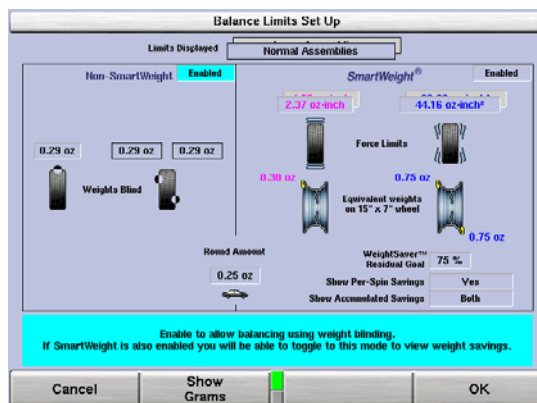 Balance Limits Set Up
Limits Displayed
Normal Assemblies
Non-SmartWeight
Enabled
SmartWeight®
Enabled
2.37 oz-inch
44.16 oz-inch²
0.29 oz
0.29 oz
0.29 oz
Force Limits
Weights Blind
0.30 oz
0.75 oz
Equivalent weights
on 15" x 7" wheel
0.75 oz
Round Amount
0.25 oz
WeightSaver™
Residual Goal
75 %
Show Per-Spin Savings
Yes
Show Accumulated Savings
Both
Enable to allow balancing using weight blinding.
If SmartWeight is also enabled you will be able to toggle to this mode to view weight savings.
Cancel
Show
Grams
OK